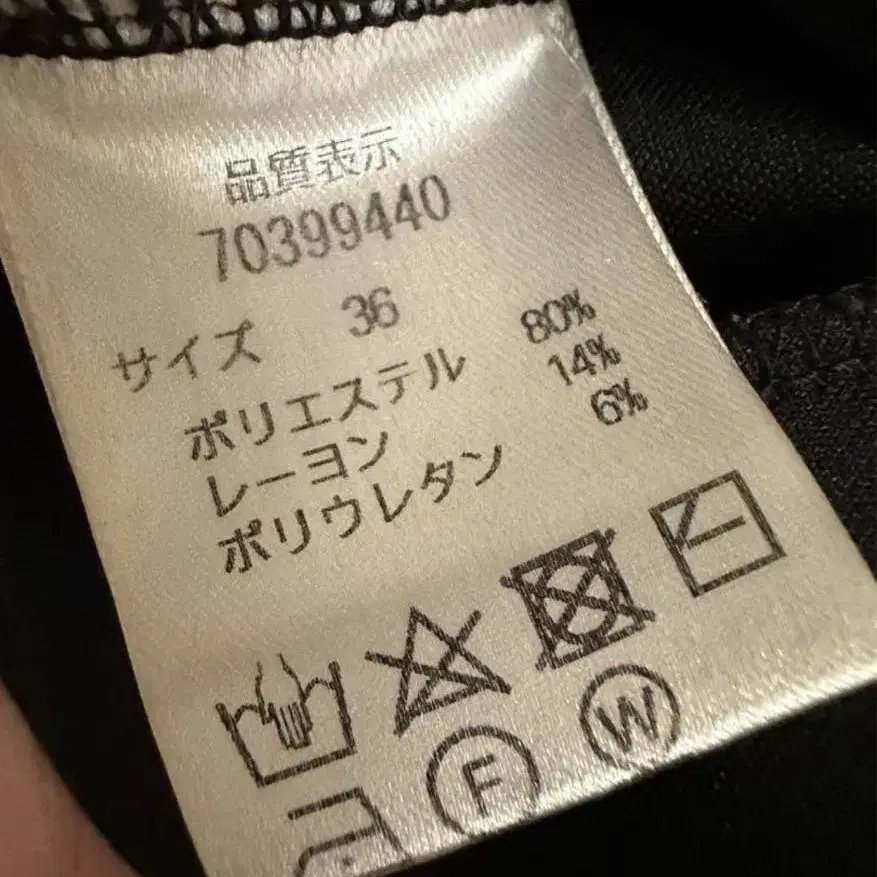 品質表示
70399440
サイズ 36
ポリエステル 80%
レーヨン 14%
ポリウレタン 6%
F W